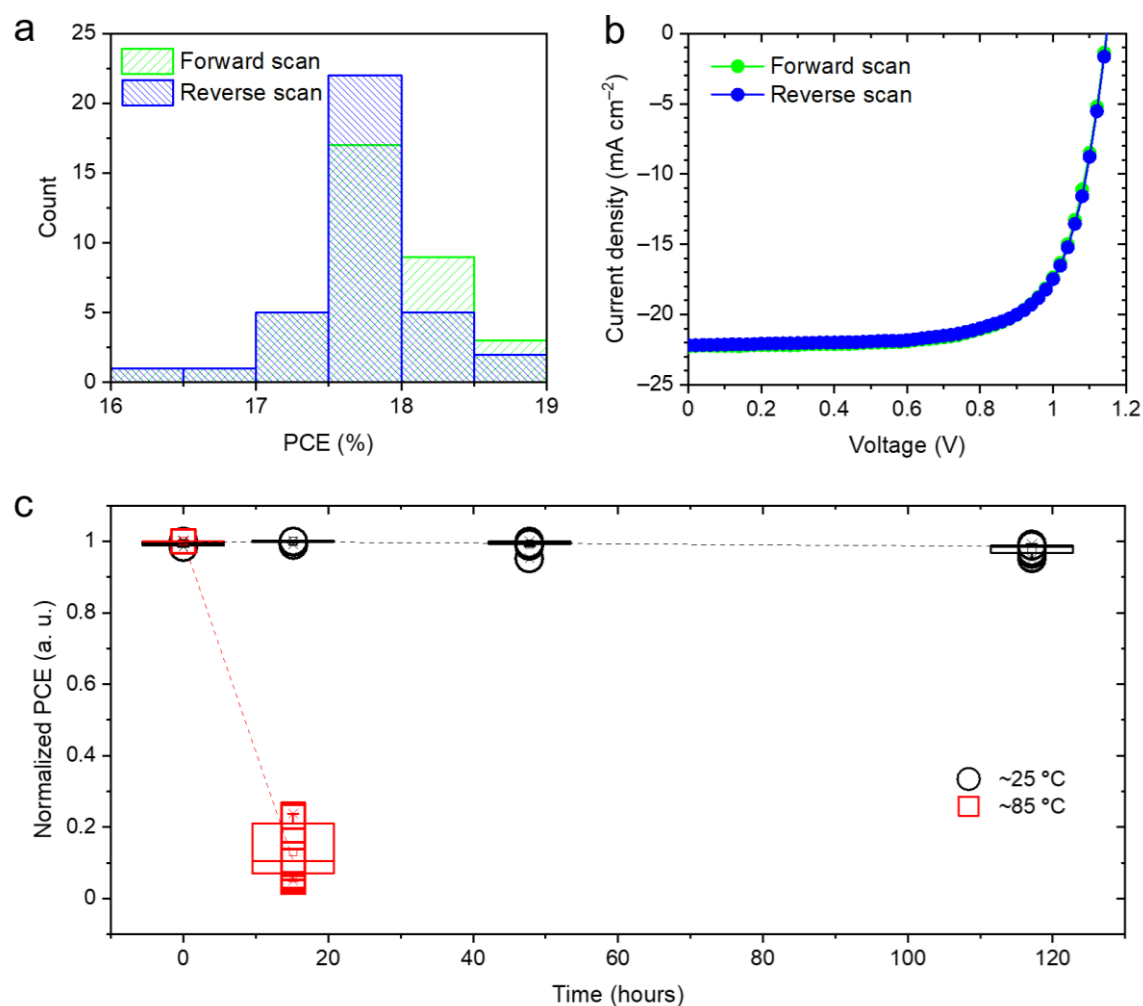 a
25
20
15
10
5
0
Count
Forward scan
Reverse scan
16 17 18 19
PCE (%)
b
0
–5
–10
–15
–20
–25
Current density (mA cm⁻²)
Forward scan
Reverse scan
0 0.2 0.4 0.6 0.8 1 1.2
Voltage (V)
c
1
0.8
0.6
0.4
0.2
0
Normalized PCE (a. u.)
~25 °C
~85 °C
0 20 40 60 80 100 120
Time (hours)